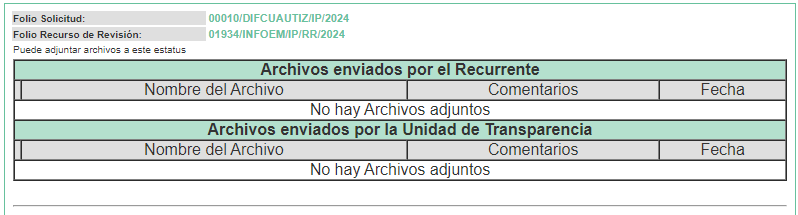 Folio Solicitud: 00010/DIFCUAUTIZ/IP/2024
Folio Recurso de Revisión: 01934/INFOEM/IP/RR/2024
Puede adjuntar archivos a este estatus
Archivos enviados por el Recurrente
Nombre del Archivo Comentarios Fecha
No hay Archivos adjuntos
Archivos enviados por la Unidad de Transparencia
Nombre del Archivo Comentarios Fecha
No hay Archivos adjuntos